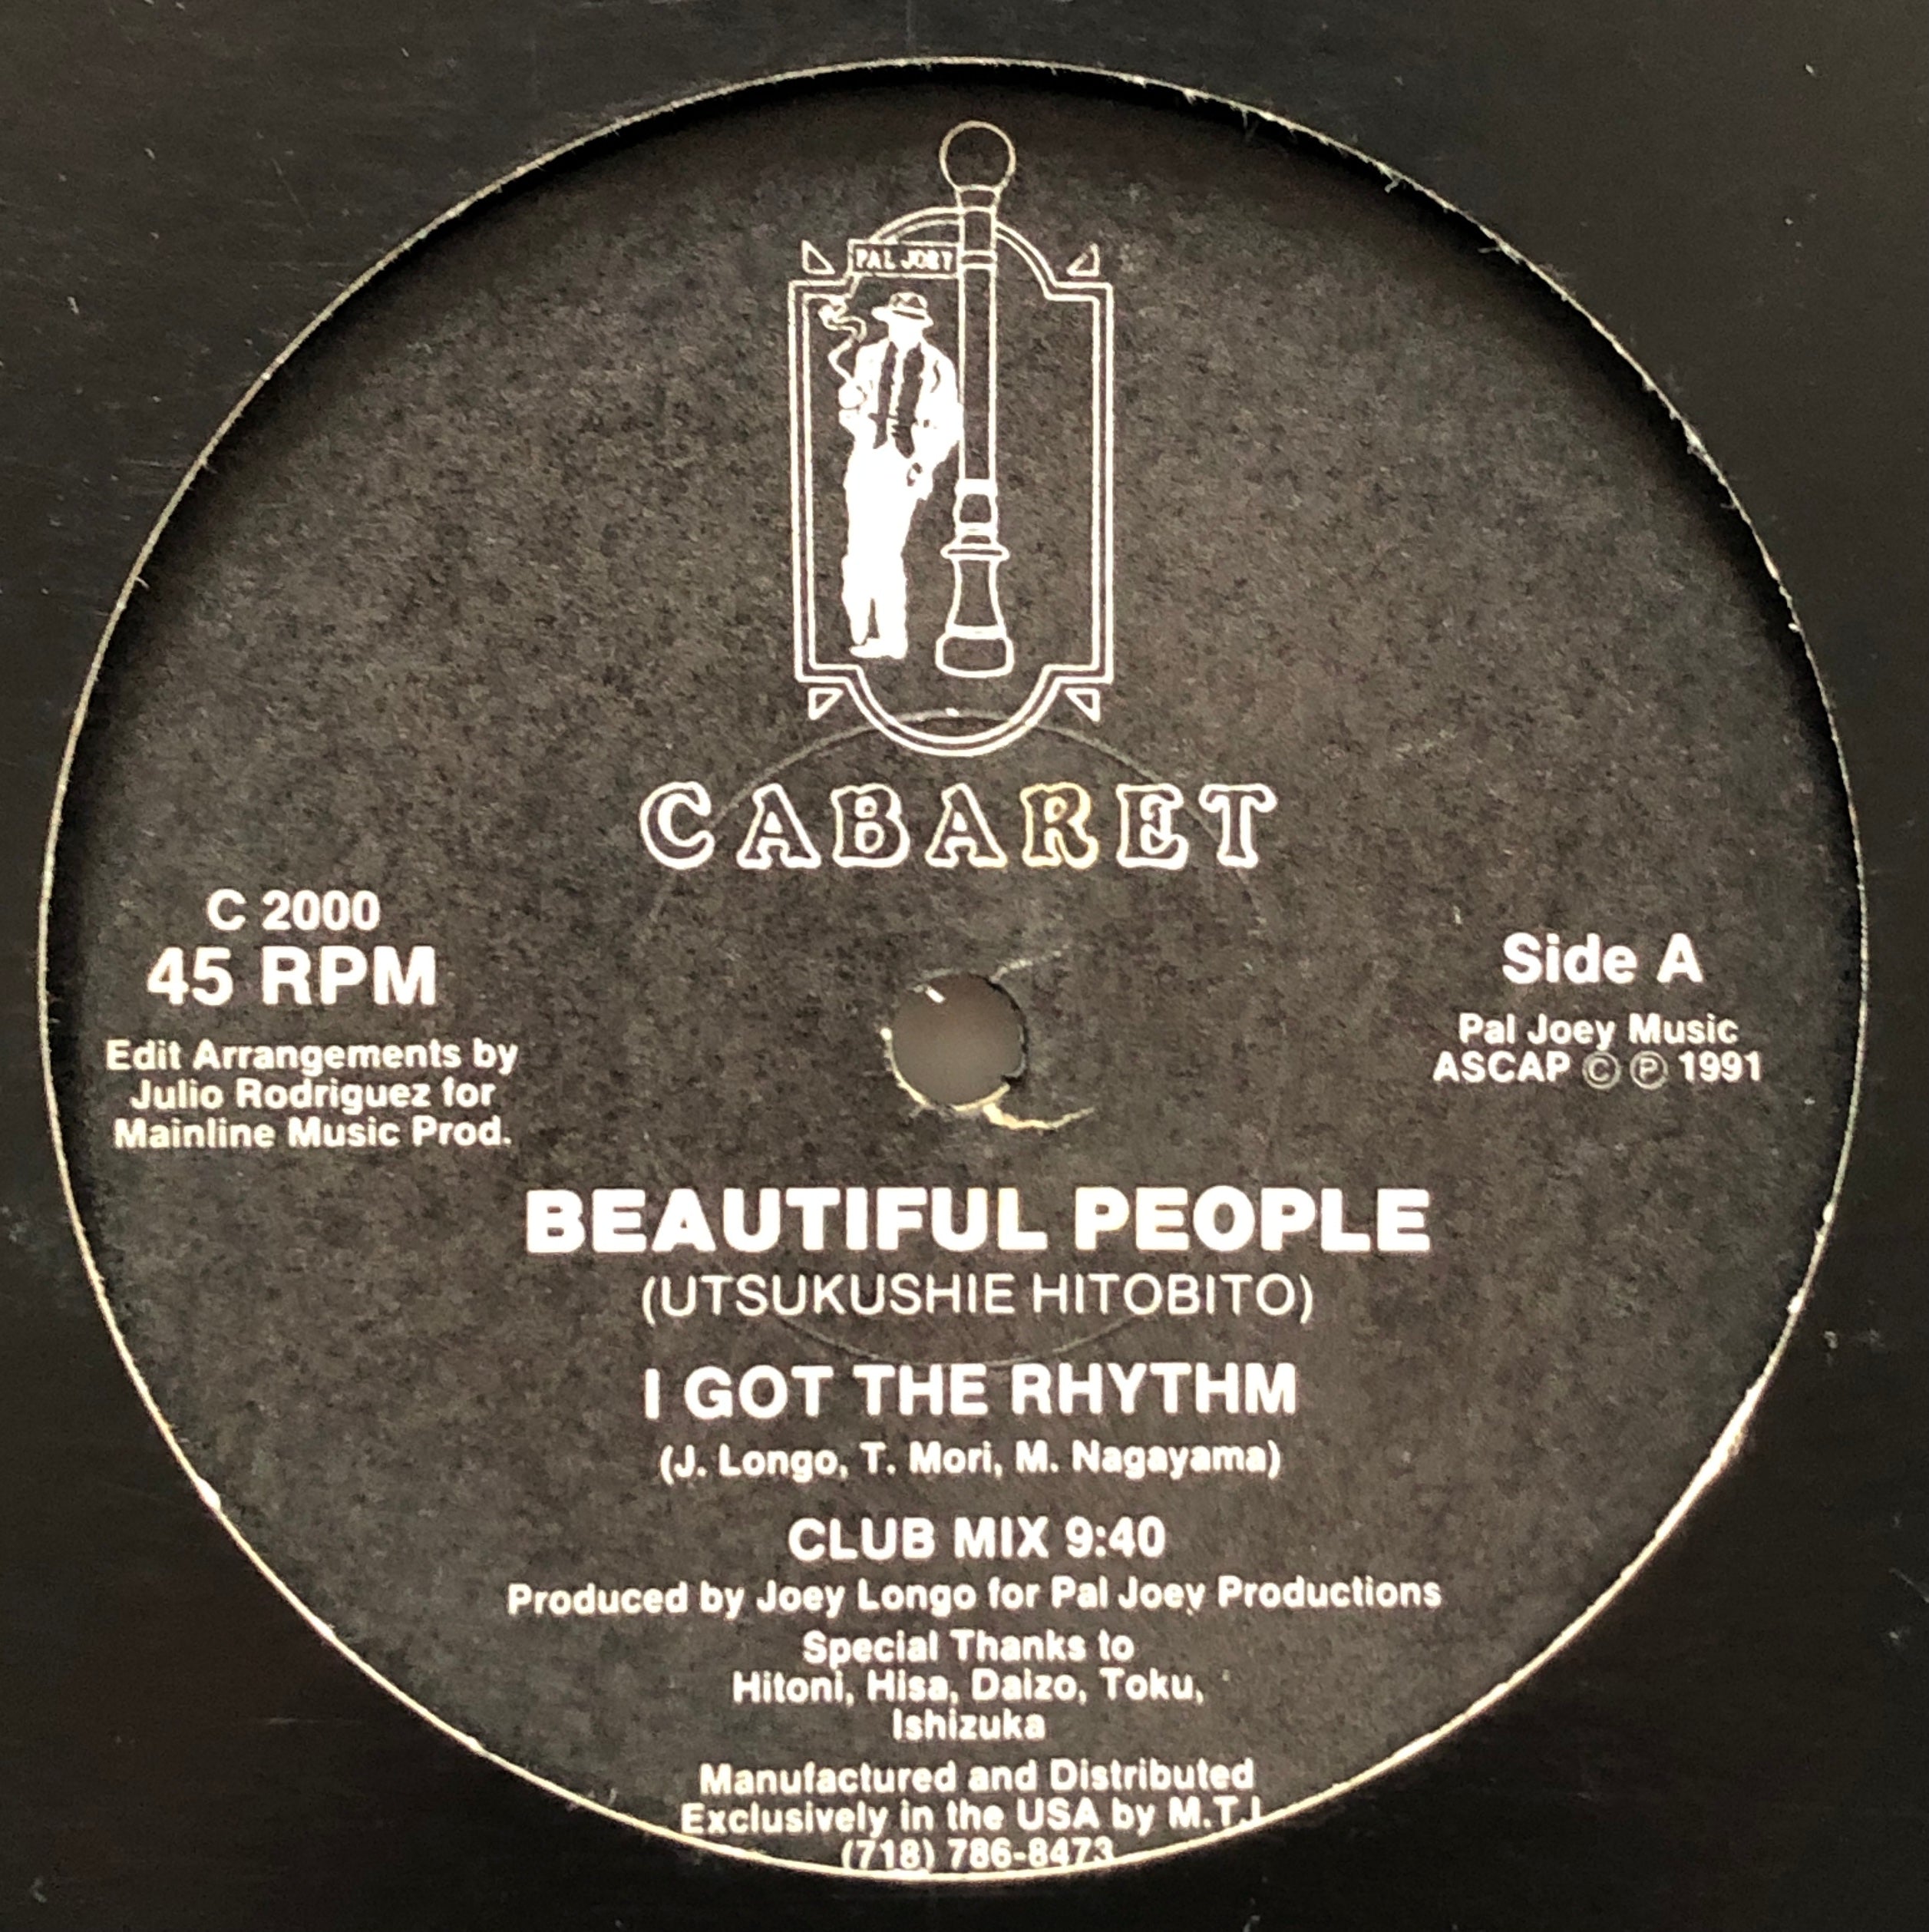 PAL JOEY
CABARET
C 2000
45 RPM
Edit Arrangements by
Julio Rodriguez for
Mainline Music Prod.
Side A
Pal Joey Music
ASCAP © ℗ 1991
BEAUTIFUL PEOPLE
(UTSUKUSHIE HITOBITO)
I GOT THE RHYTHM
(J. Longo, T. Mori, M. Nagayama)
CLUB MIX 9:40
Produced by Joey Longo for Pal Joey Productions
Special Thanks to
Hitoni, Hisa, Daizo, Toku,
Ishizuka
Manufactured and Distributed
Exclusively in the USA by
(718) 786-8473